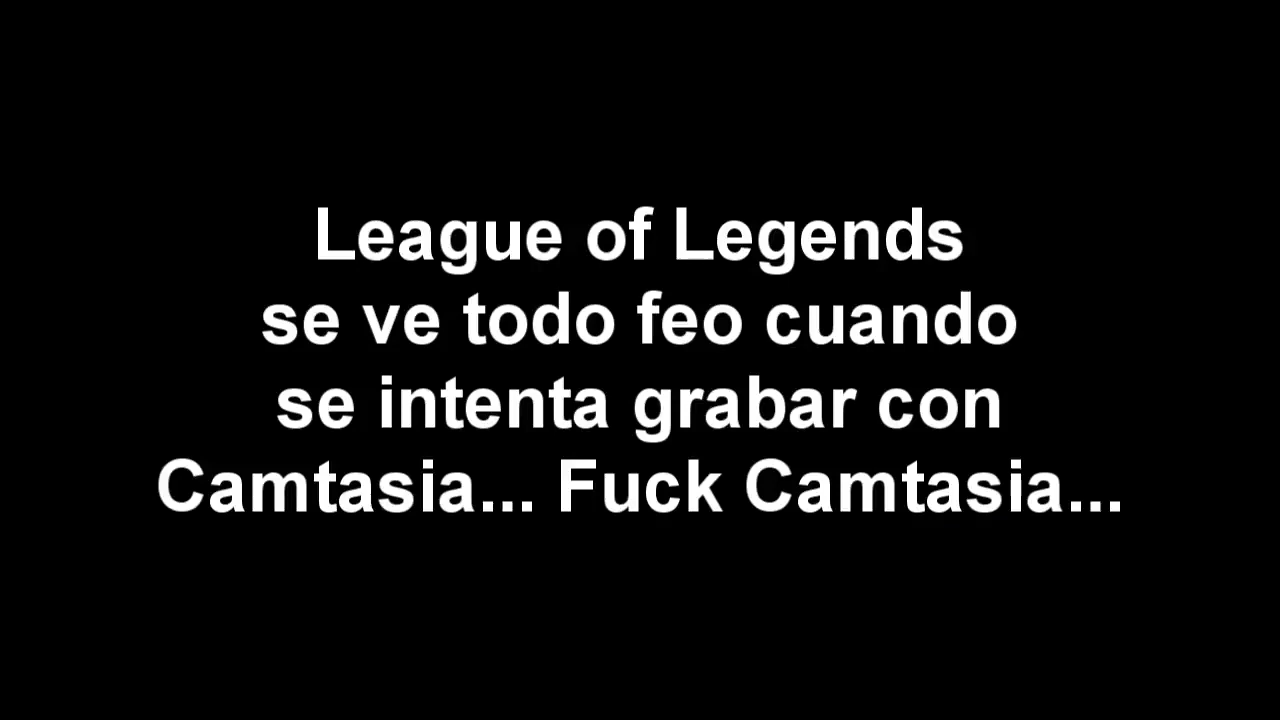 League of Legends
se ve todo feo cuando
se intenta grabar con
Camtasia... Fuck Camtasia...